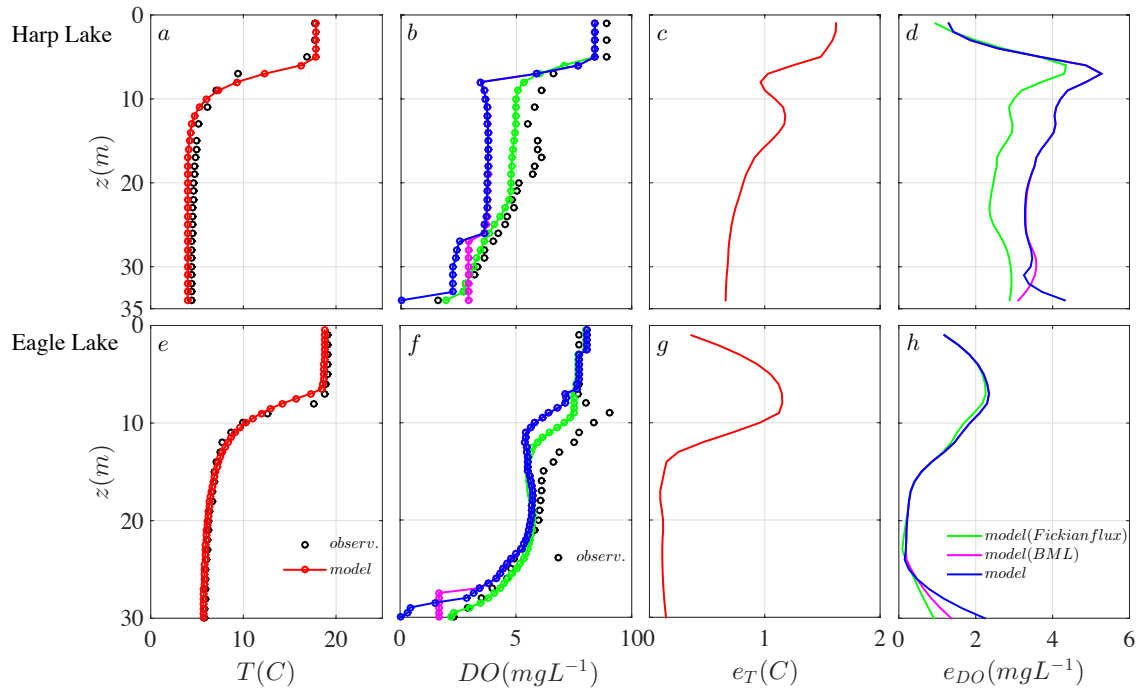 Harp Lake
a
b
c
d
0
10
20
30
35
z(m)
Eagle Lake
e
f
g
h
0
10
20
30
z(m)
observ.
model
observ.
model(Fickianflux)
model(BML)
model
0 10 20
0 5 10
0 1 2
0 2 4 6
T(C)
DO(mgL⁻¹)
e_T(C)
e_DO(mgL⁻¹)